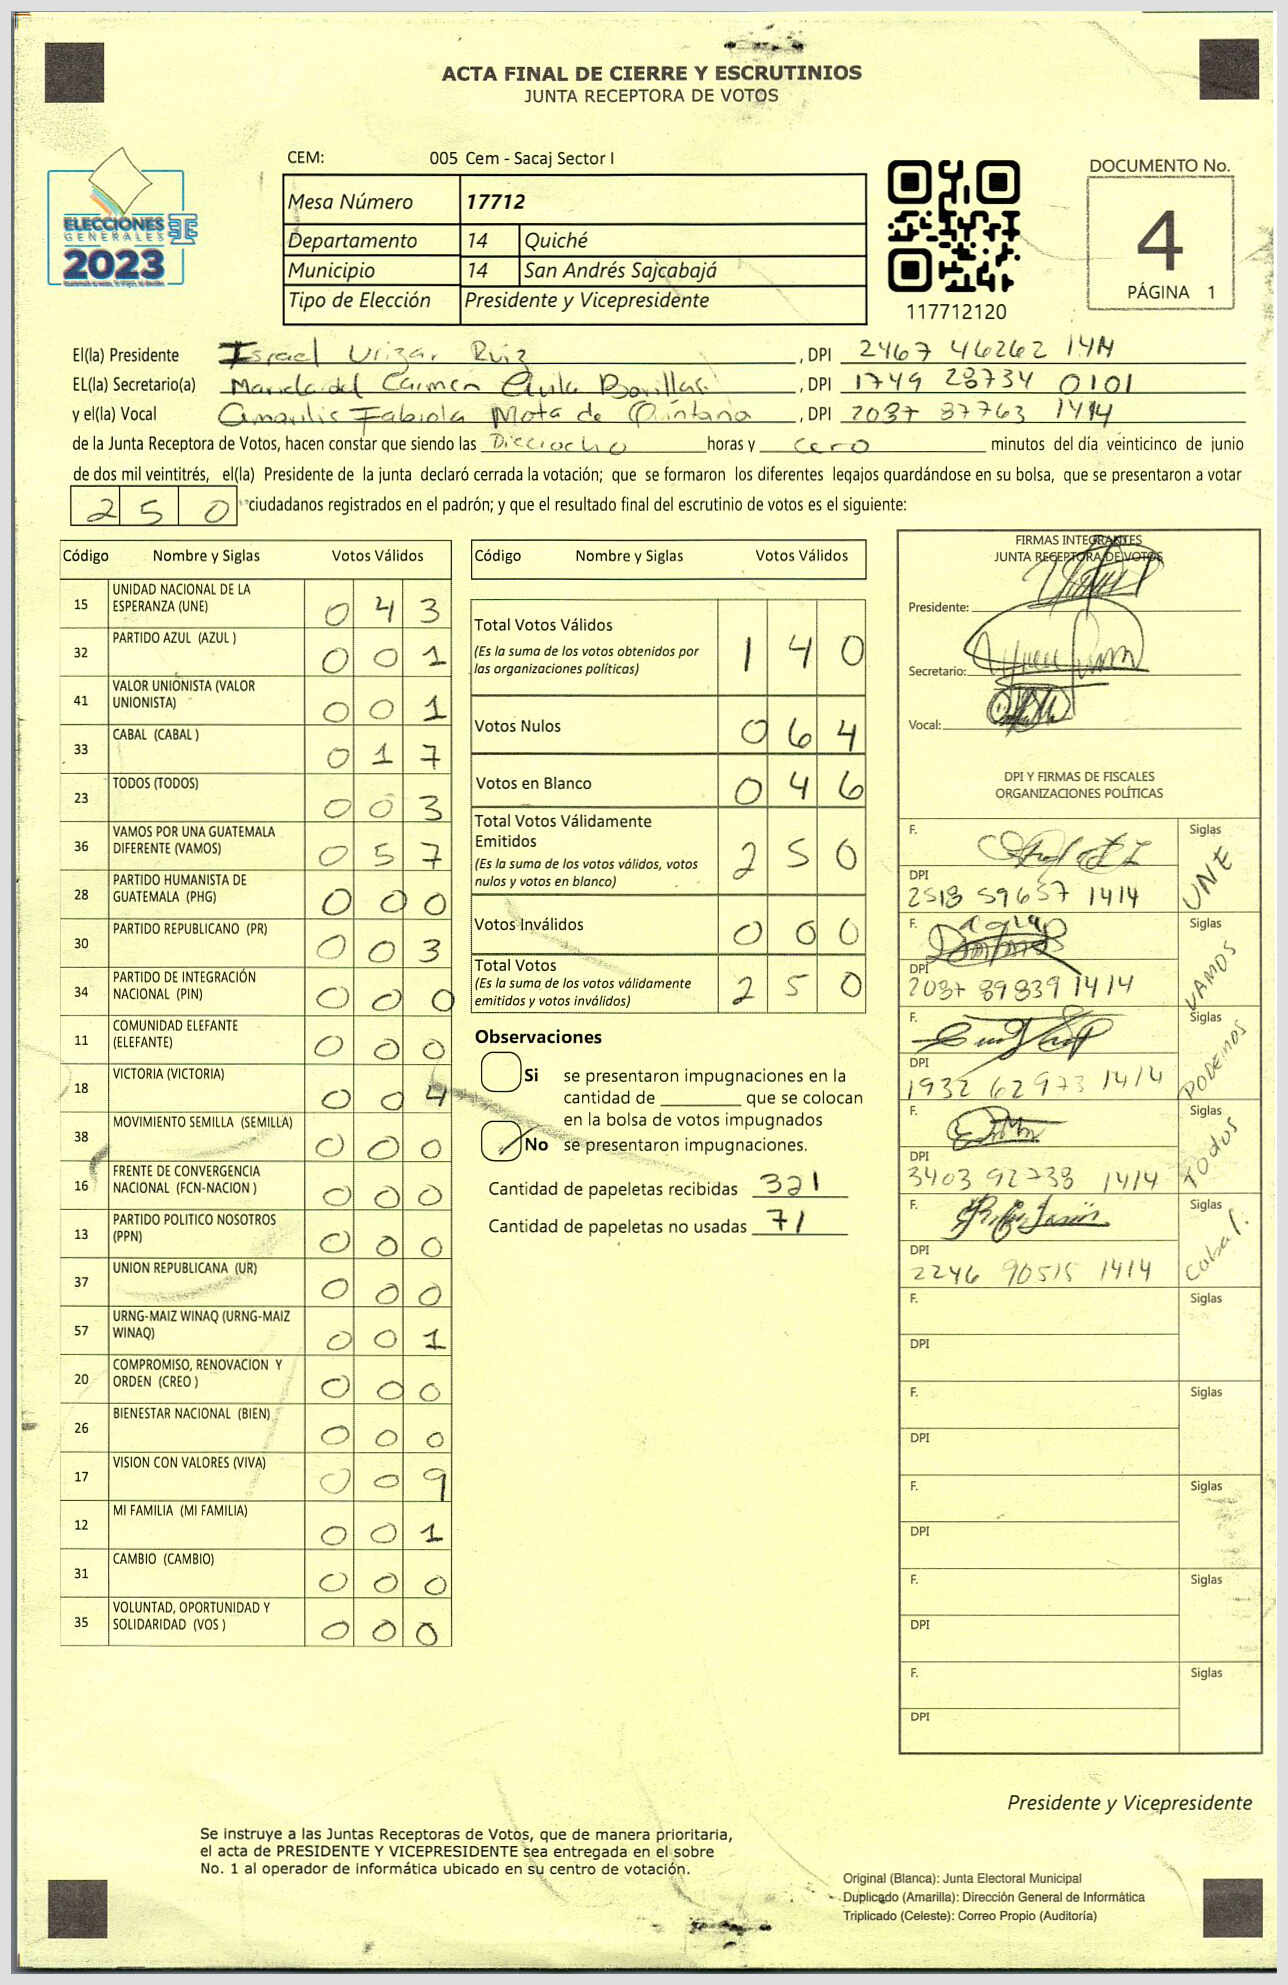 ACTA FINAL DE CIERRE Y ESCRUTINIOS
JUNTA RECEPTORA DE VOTOS
CEM: 005 Cem - Sacaj Sector I
ELECCIONES
GENERALES
2023
Mesa Número 17712
Departamento 14 Quiché
Municipio 14 San Andrés Sajcabajá
Tipo de Elección Presidente y Vicepresidente
117712120
DOCUMENTO No.
4
PÁGINA 1
El(la) Presidente Israel Urizar Ruiz, DPI 2467 46262 1414
EL(la) Secretario(a) del Carmen, DPI 1749 28734 0101
y el(la) Vocal Fabiola Mota de Quintana, DPI 2037 87763 1414
de la Junta Receptora de Votos, hacen constar que siendo las Dieciocho horas y cero minutos del día veinticinco de junio
de dos mil veintitrés, el(la) Presidente de la junta declaró cerrada la votación; que se formaron los diferentes legajos quardándose en su bolsa, que se presentaron a votar
250 ciudadanos registrados en el padrón; y que el resultado final del escrutinio de votos es el siguiente:
Código Nombre y Siglas Votos Válidos
15 UNIDAD NACIONAL DE LA ESPERANZA (UNE) 0 4 3
32 PARTIDO AZUL (AZUL ) 0 0 1
41 VALOR UNIONISTA (VALOR UNIONISTA) 0 0 1
33 CABAL (CABAL ) 0 1 7
23 TODOS (TODOS) 0 0 3
36 VAMOS POR UNA GUATEMALA DIFERENTE (VAMOS) 0 5 7
28 PARTIDO HUMANISTA DE GUATEMALA (PHG) 0 0 0
30 PARTIDO REPUBLICANO (PR) 0 0 3
34 PARTIDO DE INTEGRACIÓN NACIONAL (PIN) 0 0 0
11 COMUNIDAD ELEFANTE (ELEFANTE) 0 0 0
18 VICTORIA (VICTORIA) 0 0 4
38 MOVIMIENTO SEMILLA (SEMILLA) 0 0 0
16 FRENTE DE CONVERGENCIA NACIONAL (FCN-NACION ) 0 0 0
13 PARTIDO POLITICO NOSOTROS (PPN) 0 0 0
37 UNION REPUBLICANA (UR) 0 0 0
57 URNG-MAIZ WINAQ (URNG-MAIZ WINAQ) 0 0 1
20 COMPROMISO, RENOVACION Y ORDEN (CREO ) 0 0 0
26 BIENESTAR NACIONAL (BIEN) 0 0 0
17 VISION CON VALORES (VIVA) 0 0 9
12 MI FAMILIA (MI FAMILIA) 0 0 1
31 CAMBIO (CAMBIO) 0 0 0
35 VOLUNTAD, OPORTUNIDAD Y SOLIDARIDAD (VOS ) 0 0 0
Código Nombre y Siglas Votos Válidos
Total Votos Válidos 1 4 0
(Es la suma de los votos obtenidos por las organizaciones políticas)
Votos Nulos 0 6 4
Votos en Blanco 0 4 6
Total Votos Válidamente Emitidos 2 5 0
(Es la suma de los votos válidos, votos nulos y votos en blanco)
Votos Inválidos 0 0 0
Total Votos 2 5 0
(Es la suma de los votos válidamente emitidos y votos inválidos)
Observaciones
Si se presentaron impugnaciones en la
cantidad de ________ que se colocan
en la bolsa de votos impugnados
No se presentaron impugnaciones.
Cantidad de papeletas recibidas 321
Cantidad de papeletas no usadas 71
FIRMAS INTEGRANTES
JUNTA RECEPTORA DE VOTOS
Presidente:
Secretario:
Vocal:
DPI Y FIRMAS DE FISCALES
ORGANIZACIONES POLÍTICAS
F. Siglas UNE
DPI 2518 59657 1414
F. Siglas VAMOS
DPI 2037 89839 1414
F. Siglas PODEMOS
DPI 1932 62973 1414
F. Siglas TODOS
DPI 3403 92738 1414
F. Siglas Cabal.
DPI 2246 90515 1414
F. Siglas
DPI
F. Siglas
DPI
F. Siglas
DPI
F. Siglas
DPI
F. Siglas
DPI
Presidente y Vicepresidente
Se instruye a las Juntas Receptoras de Votos, que de manera prioritaria,
el acta de PRESIDENTE Y VICEPRESIDENTE sea entregada en el sobre
No. 1 al operador de informática ubicado en su centro de votación.
Original (Blanca): Junta Electoral Municipal
Duplicado (Amarilla): Dirección General de Informática
Triplicado (Celeste): Correo Propio (Auditoría)